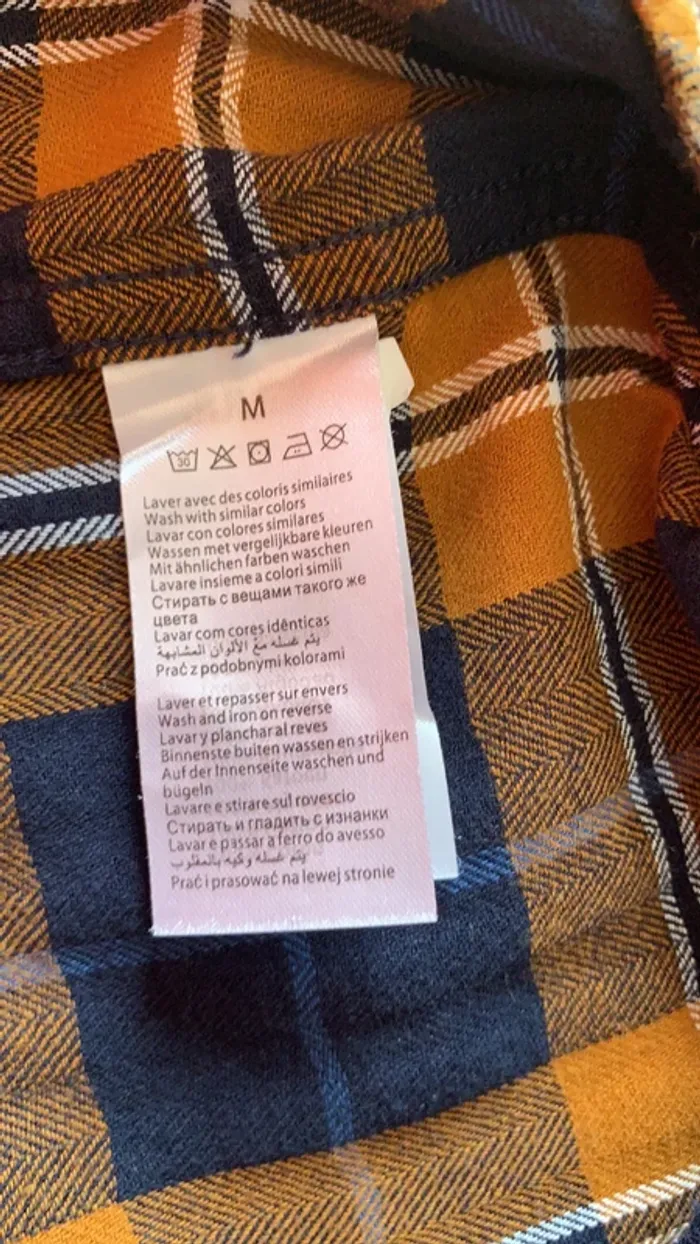 M
30
Laver avec des coloris similaires
Wash with similar colors
Lavar con colores similares
Wassen met vergelijkbare kleuren
Mit ähnlichen farben waschen
Lavare insieme a colori simili
Стирать с вещами такого же
цвета
Lavar com cores idênticas
يتم غسله مع الألوان المتشابهة
Prać z podobnymi kolorami
Laver et repasser sur envers
Wash and iron on reverse
Lavar y planchar al reves
Binnenste buiten wassen en strijken
Auf der Innenseite waschen und
bügeln
Lavare e stirare sul rovescio
Стирать и гладить с изнанки
Lavar e passar a ferro do avesso
يتم غسله وكيه بالمقلوب
Prać i prasować na lewej stronie